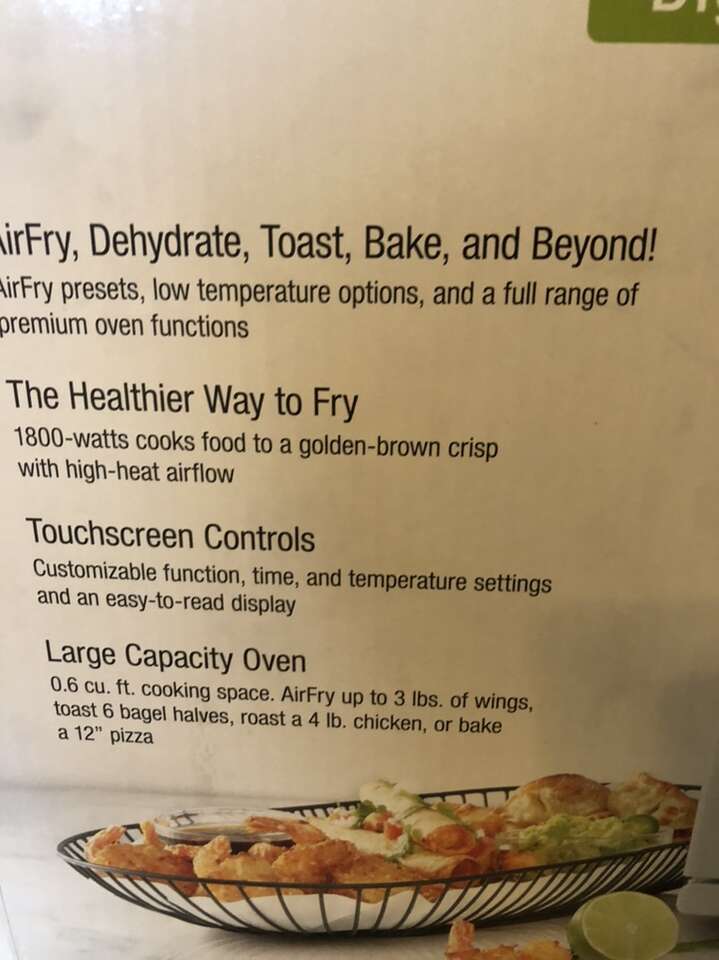 AirFry, Dehydrate, Toast, Bake, and Beyond!
AirFry presets, low temperature options, and a full range of
premium oven functions
The Healthier Way to Fry
1800-watts cooks food to a golden-brown crisp
with high-heat airflow
Touchscreen Controls
Customizable function, time, and temperature settings
and an easy-to-read display
Large Capacity Oven
0.6 cu. ft. cooking space. AirFry up to 3 lbs. of wings,
toast 6 bagel halves, roast a 4 lb. chicken, or bake
a 12” pizza